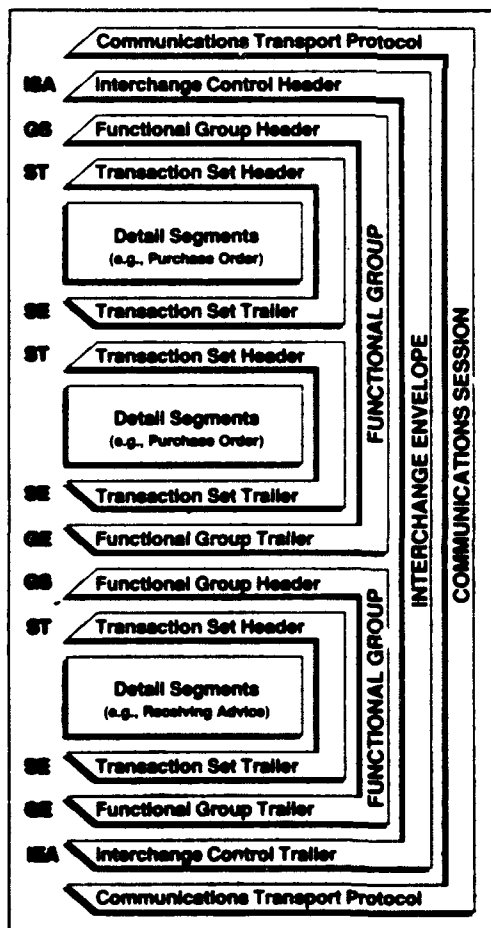 Communications Transport Protocol
ISA Interchange Control Header
GS Functional Group Header
ST Transaction Set Header
Detail Segments
(e.g., Purchase Order)
SE Transaction Set Trailer
ST Transaction Set Header
Detail Segments
(e.g., Purchase Order)
SE Transaction Set Trailer
GE Functional Group Trailer
FUNCTIONAL GROUP
GS Functional Group Header
ST Transaction Set Header
Detail Segments
(e.g., Receiving Advice)
SE Transaction Set Trailer
GE Functional Group Trailer
FUNCTIONAL GROUP
IEA Interchange Control Trailer
INTERCHANGE ENVELOPE
Communications Transport Protocol
COMMUNICATIONS SESSION